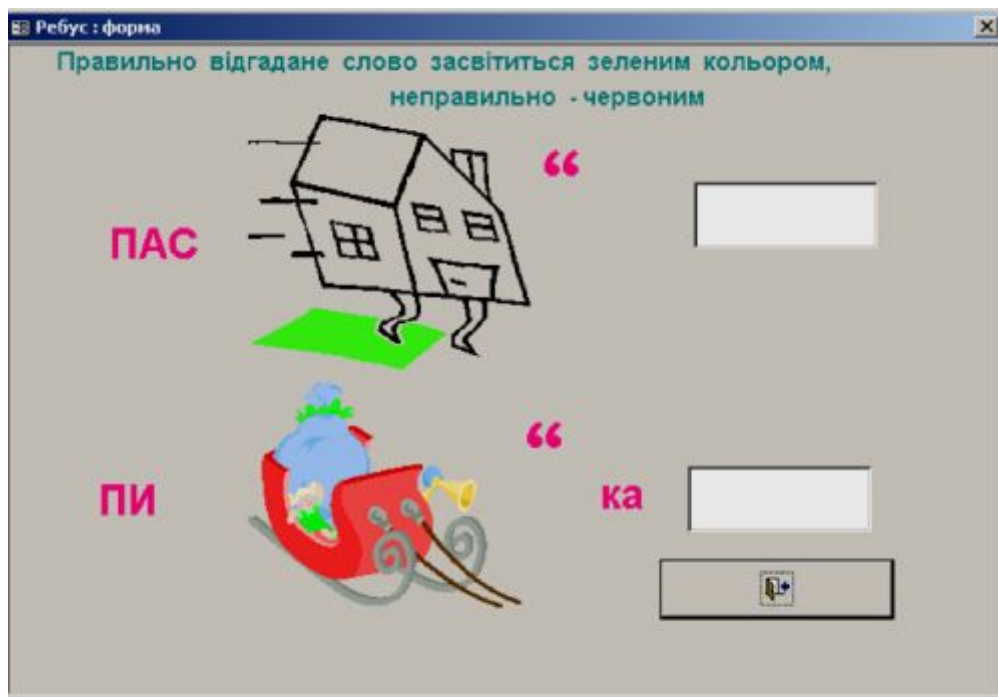 Ребус : форма
Правильно відгадане слово засвітиться зеленим кольором,
неправильно - червоним
ПАС “
ПИ “ ка